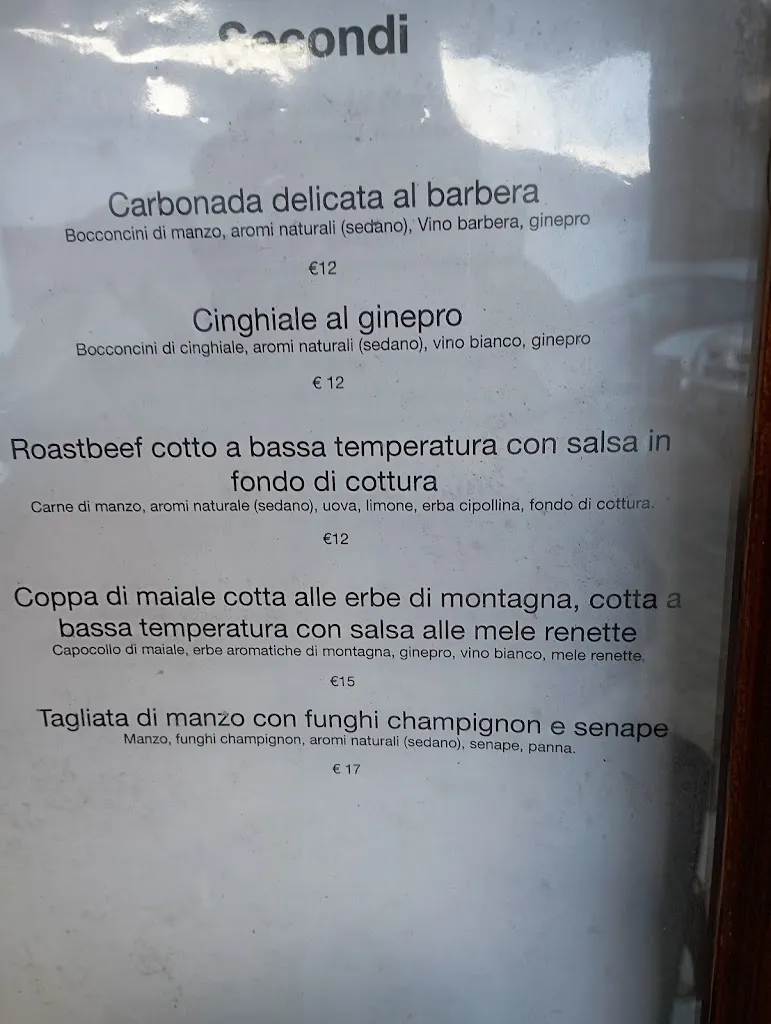 Secondi
Carbonada delicata al barbera
Bocconcini di manzo, aromi naturali (sedano), Vino barbera, ginepro
€12
Cinghiale al ginepro
Bocconcini di cinghiale, aromi naturali (sedano), vino bianco, ginepro
€ 12
Roastbeef cotto a bassa temperatura con salsa in
fondo di cottura
Carne di manzo, aromi naturale (sedano), uova, limone, erba cipollina, fondo di cottura.
€12
Coppa di maiale cotta alle erbe di montagna, cotta a
bassa temperatura con salsa alle mele renette
Capocollo di maiale, erbe aromatiche di montagna, ginepro, vino bianco, mele renette.
€15
Tagliata di manzo con funghi champignon e senape
Manzo, funghi champignon, aromi naturali (sedano), senape, panna.
€ 17